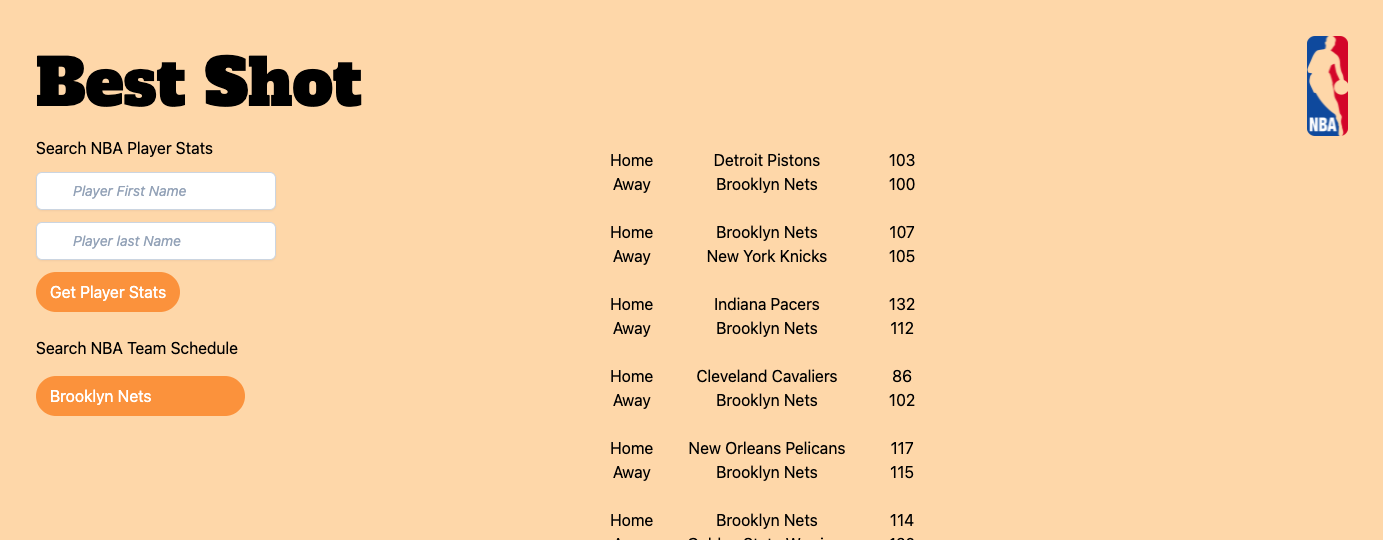 Best Shot
NBA
Search NBA Player Stats
Player First Name
Player last Name
Get Player Stats
Search NBA Team Schedule
Brooklyn Nets
Home Detroit Pistons 103
Away Brooklyn Nets 100
Home Brooklyn Nets 107
Away New York Knicks 105
Home Indiana Pacers 132
Away Brooklyn Nets 112
Home Cleveland Cavaliers 86
Away Brooklyn Nets 102
Home New Orleans Pelicans 117
Away Brooklyn Nets 115
Home Brooklyn Nets 114